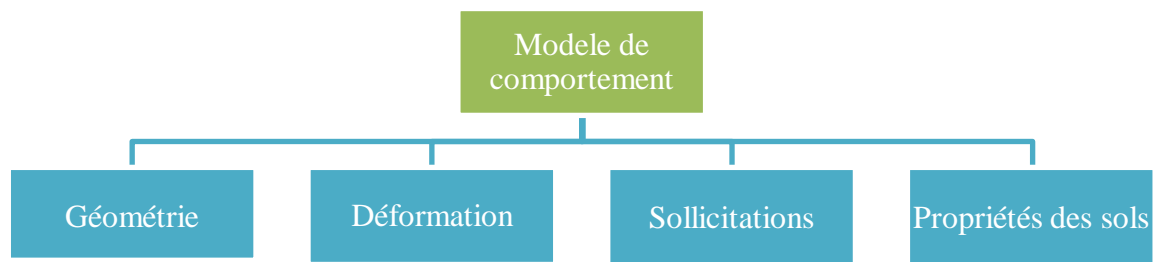 Modele de
comportement
Géométrie
Déformation
Sollicitations
Propriétés des sols